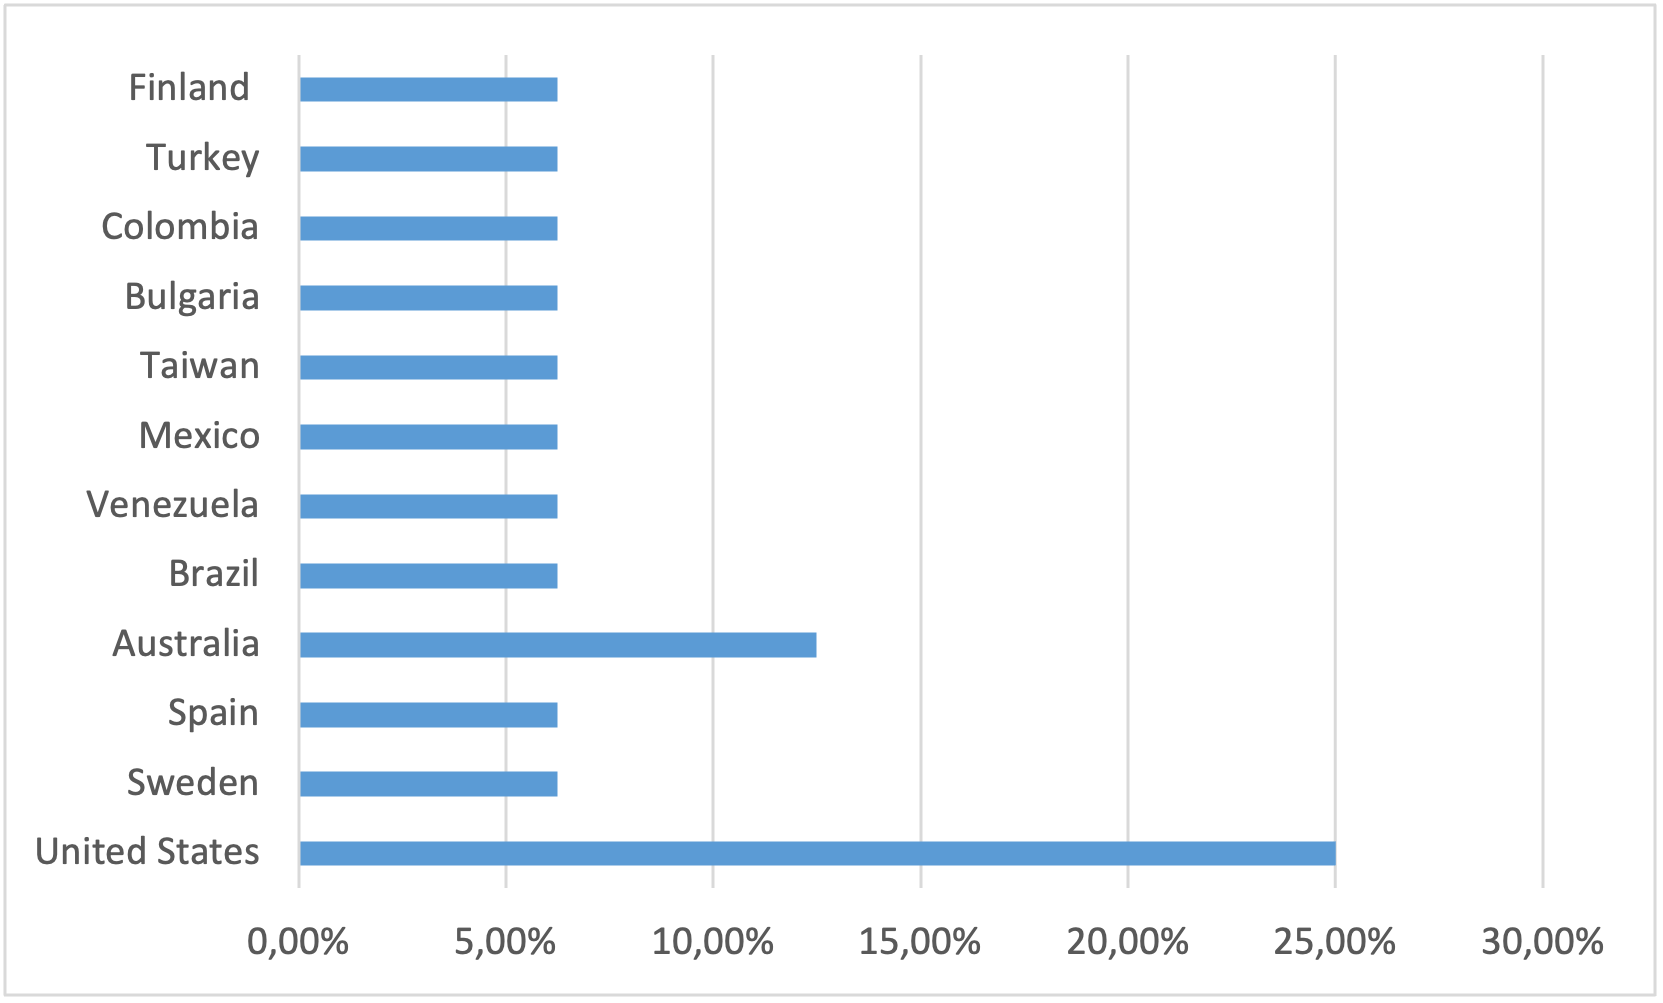 Finland
Turkey
Colombia
Bulgaria
Taiwan
Mexico
Venezuela
Brazil
Australia
Spain
Sweden
United States
0,00% 5,00% 10,00% 15,00% 20,00% 25,00% 30,00%